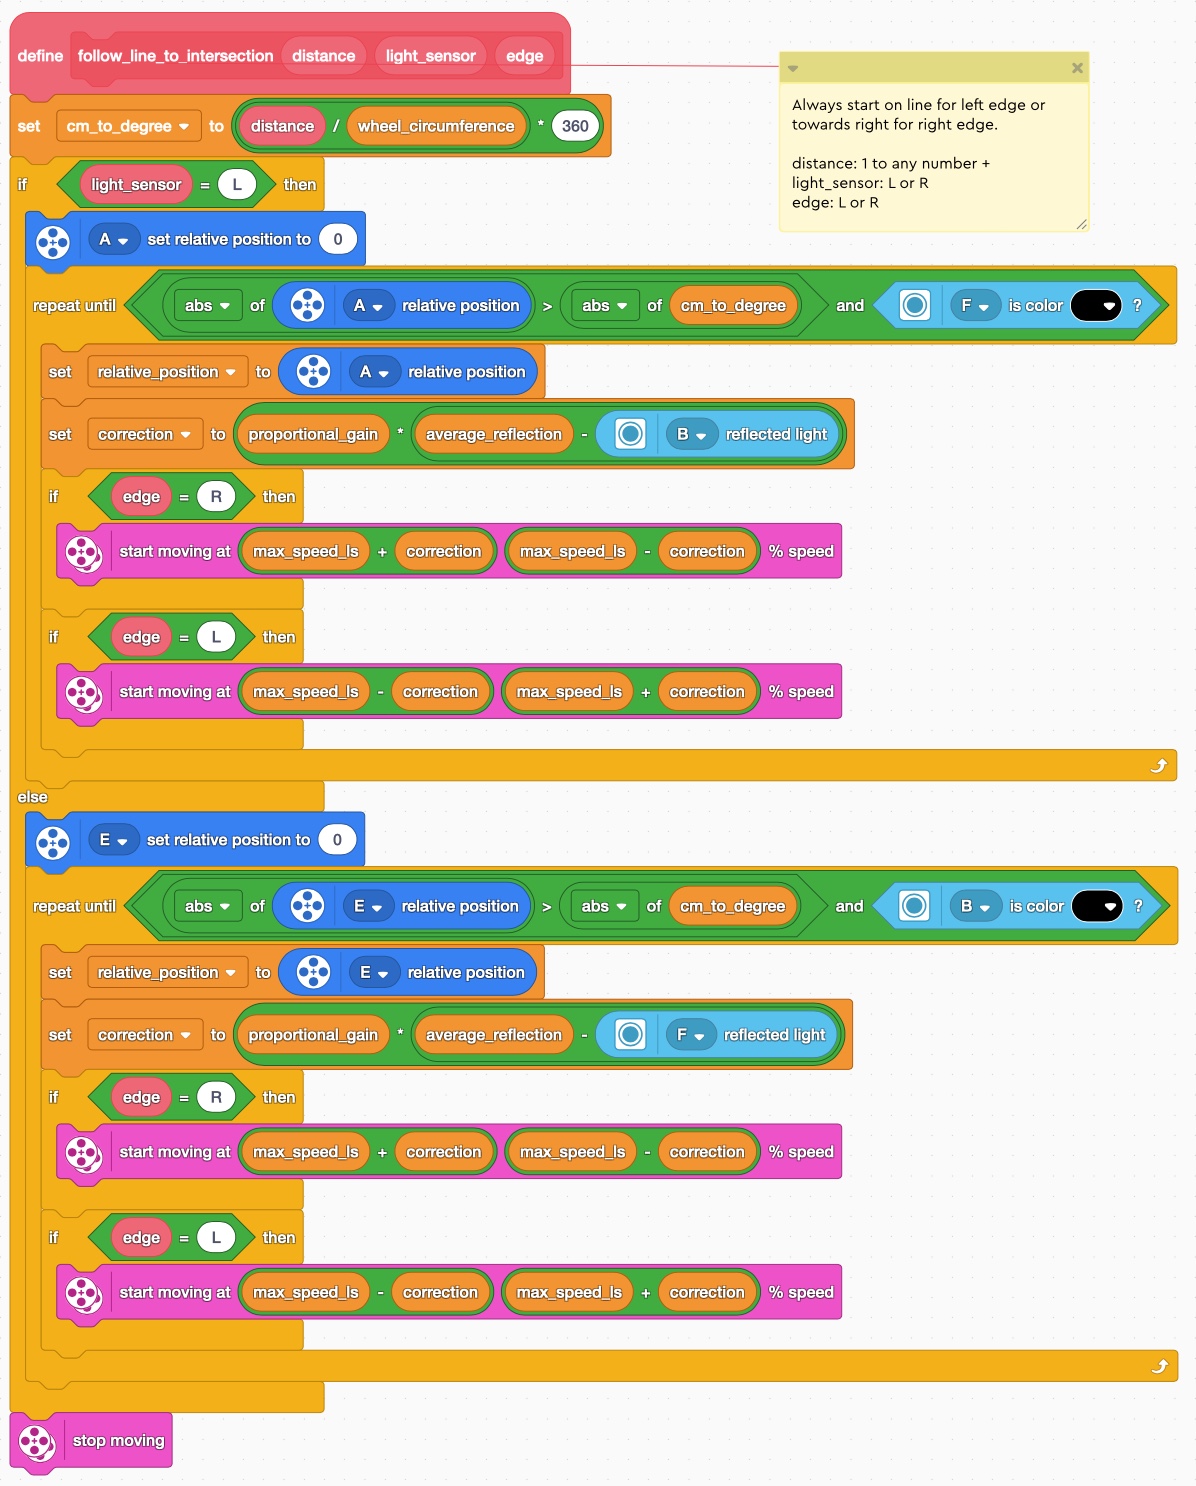 define follow_line_to_intersection distance light_sensor edge
Always start on line for left edge or
towards right for right edge.
distance: 1 to any number +
light_sensor: L or R
edge: L or R
set cm_to_degree to distance / wheel_circumference * 360
if light_sensor = L then
A set relative position to 0
repeat until abs of A relative position > abs of cm_to_degree and F is color ?
set relative_position to A relative position
set correction to proportional_gain * average_reflection - B reflected light
if edge = R then
start moving at max_speed_ls + correction max_speed_ls - correction % speed
if edge = L then
start moving at max_speed_ls - correction max_speed_ls + correction % speed
else
E set relative position to 0
repeat until abs of E relative position > abs of cm_to_degree and B is color ?
set relative_position to E relative position
set correction to proportional_gain * average_reflection - F reflected light
if edge = R then
start moving at max_speed_ls + correction max_speed_ls - correction % speed
if edge = L then
start moving at max_speed_ls - correction max_speed_ls + correction % speed
stop moving